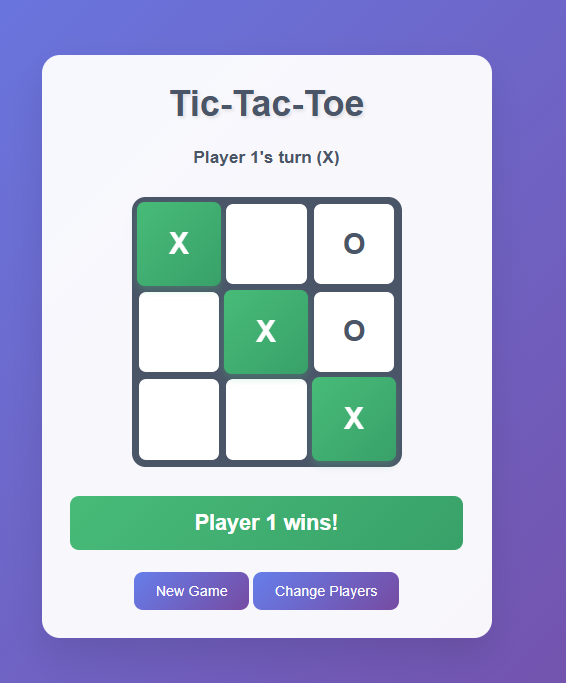 Tic-Tac-Toe
Player 1's turn (X)
X O
X O
X
Player 1 wins!
New Game Change Players